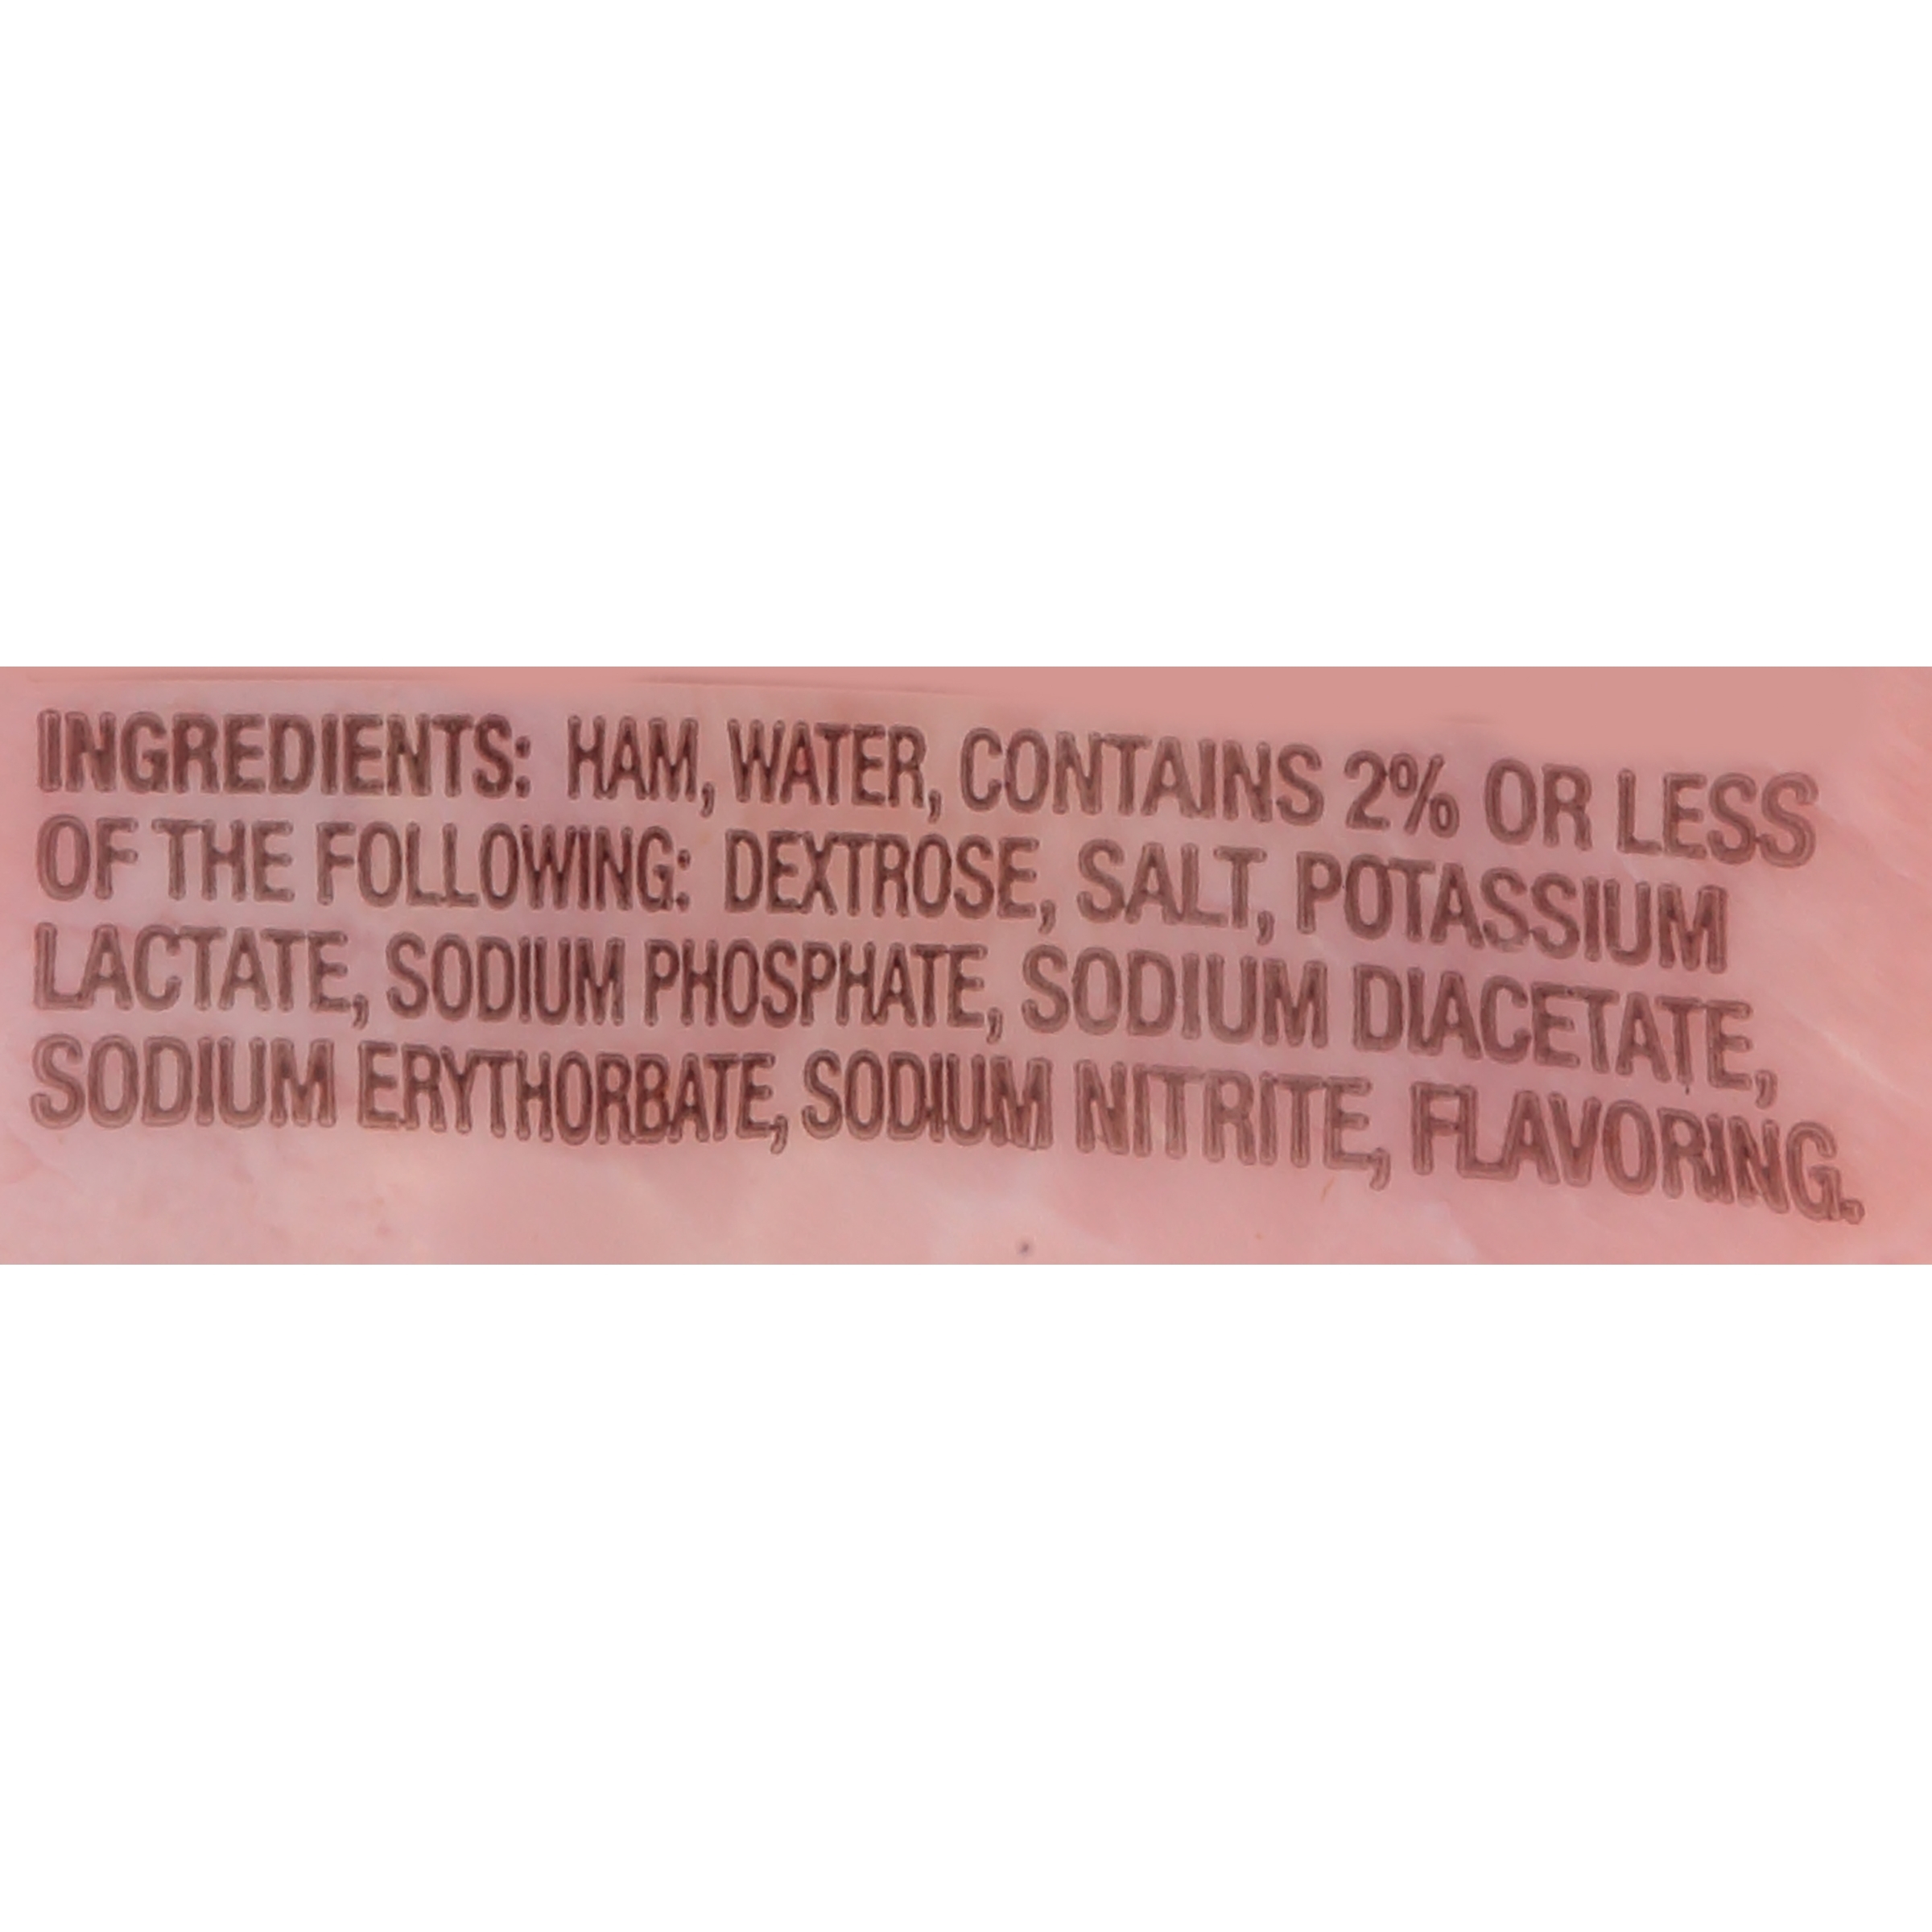 INGREDIENTS: HAM, WATER, CONTAINS 2% OR LESS
OF THE FOLLOWING: DEXTROSE, SALT, POTASSIUM
LACTATE, SODIUM PHOSPHATE, SODIUM DIACETATE,
SODIUM ERYTHORBATE, SODIUM NITRITE, FLAVORING.